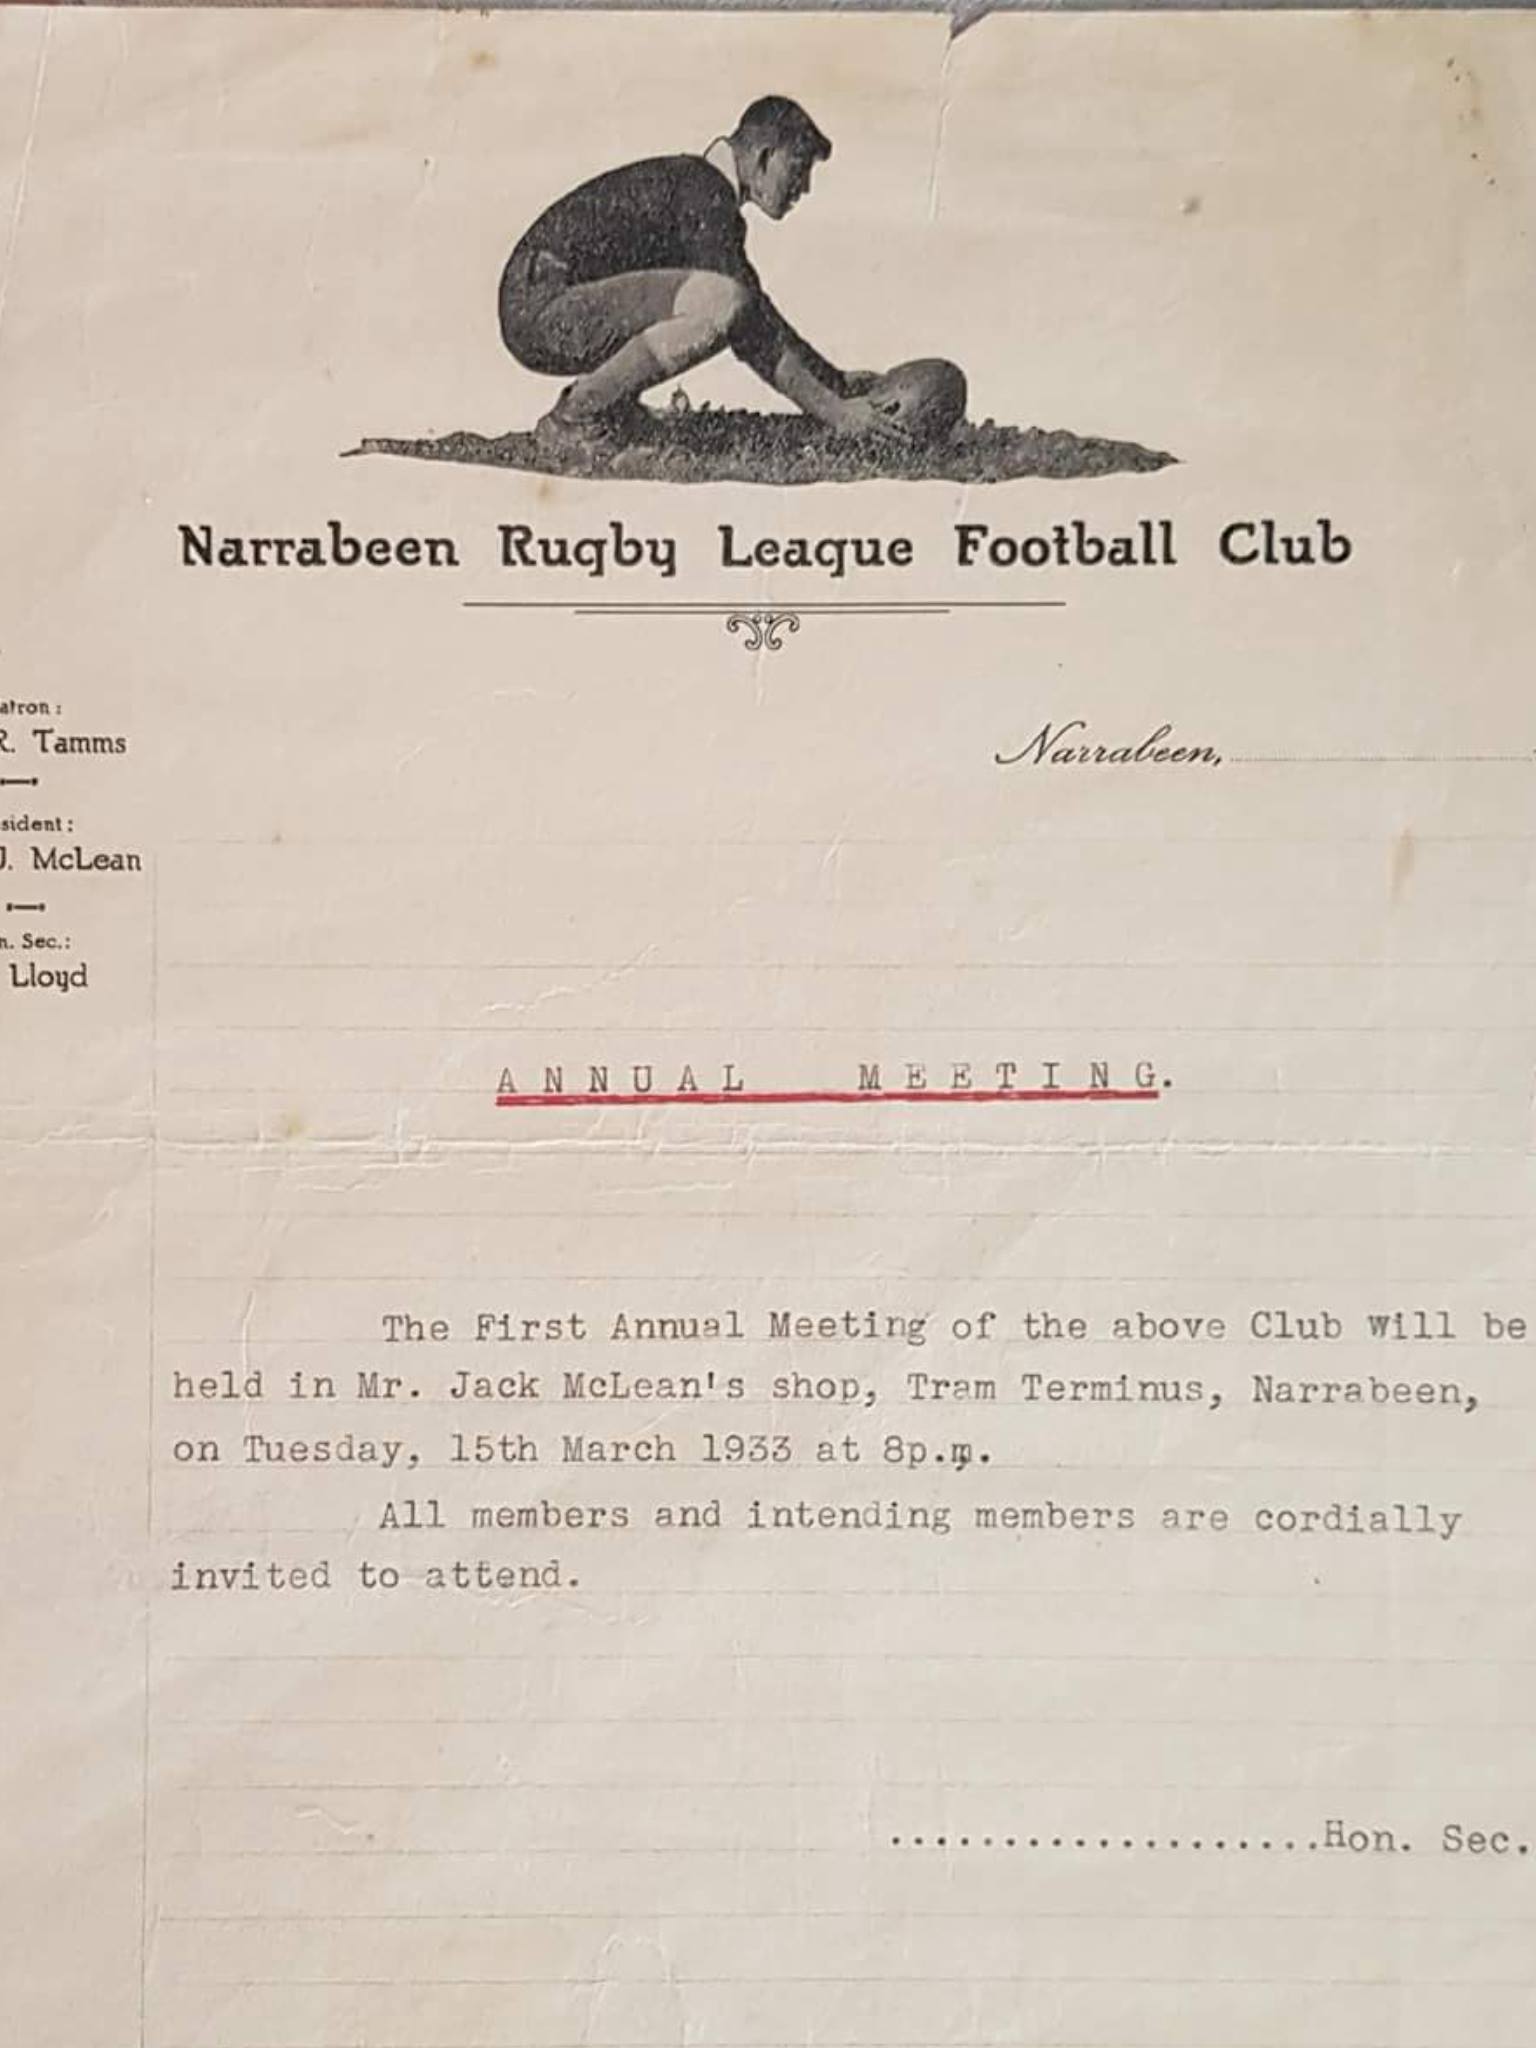 Narrabeen Rugby League Football Club
Narrabeen,
atron:
R. Tamms
sident:
J. McLean
n. Sec.:
Lloyd
ANNUAL MEETING.
The First Annual Meeting of the above Club will be
held in Mr. Jack McLean's shop, Tram Terminus, Narrabeen,
on Tuesday, 15th March 1933 at 8p.m.
All members and intending members are cordially
invited to attend.
....................Hon. Sec.